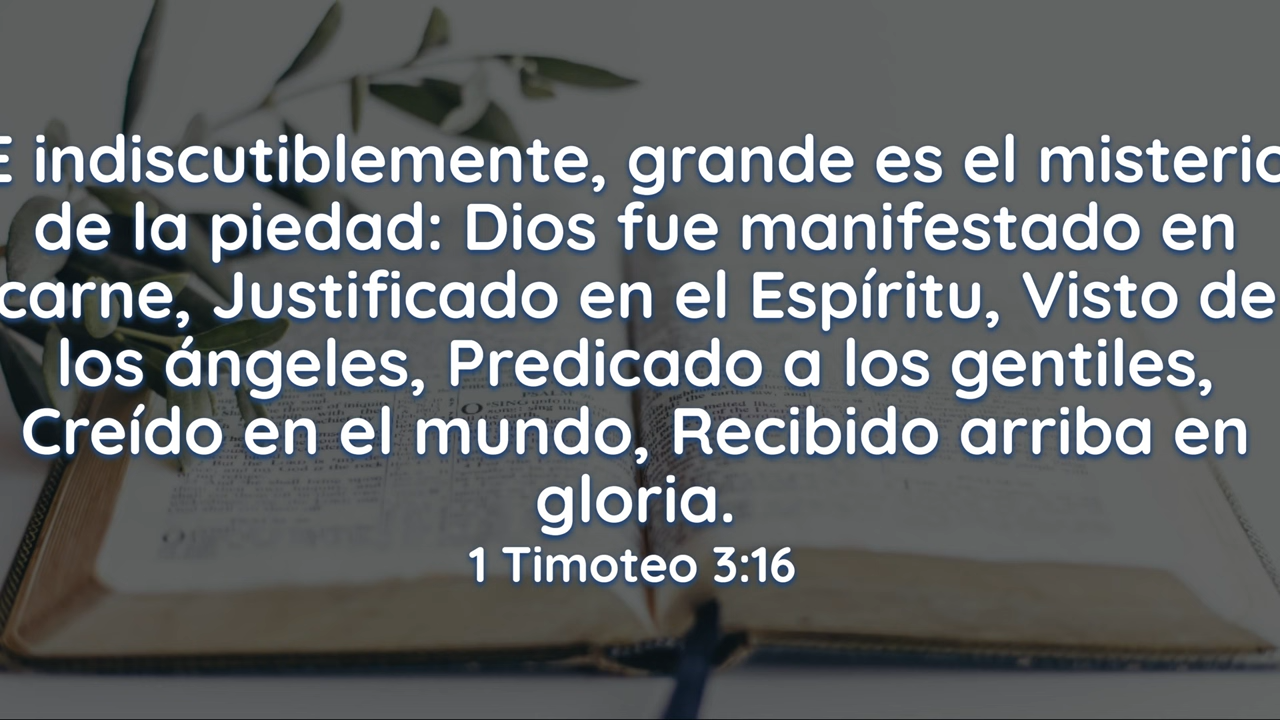 E indiscutiblemente, grande es el misterio
de la piedad: Dios fue manifestado en
carne, Justificado en el Espíritu, Visto de
los ángeles, Predicado a los gentiles,
Creído en el mundo, Recibido arriba en
gloria.
1 Timoteo 3:16